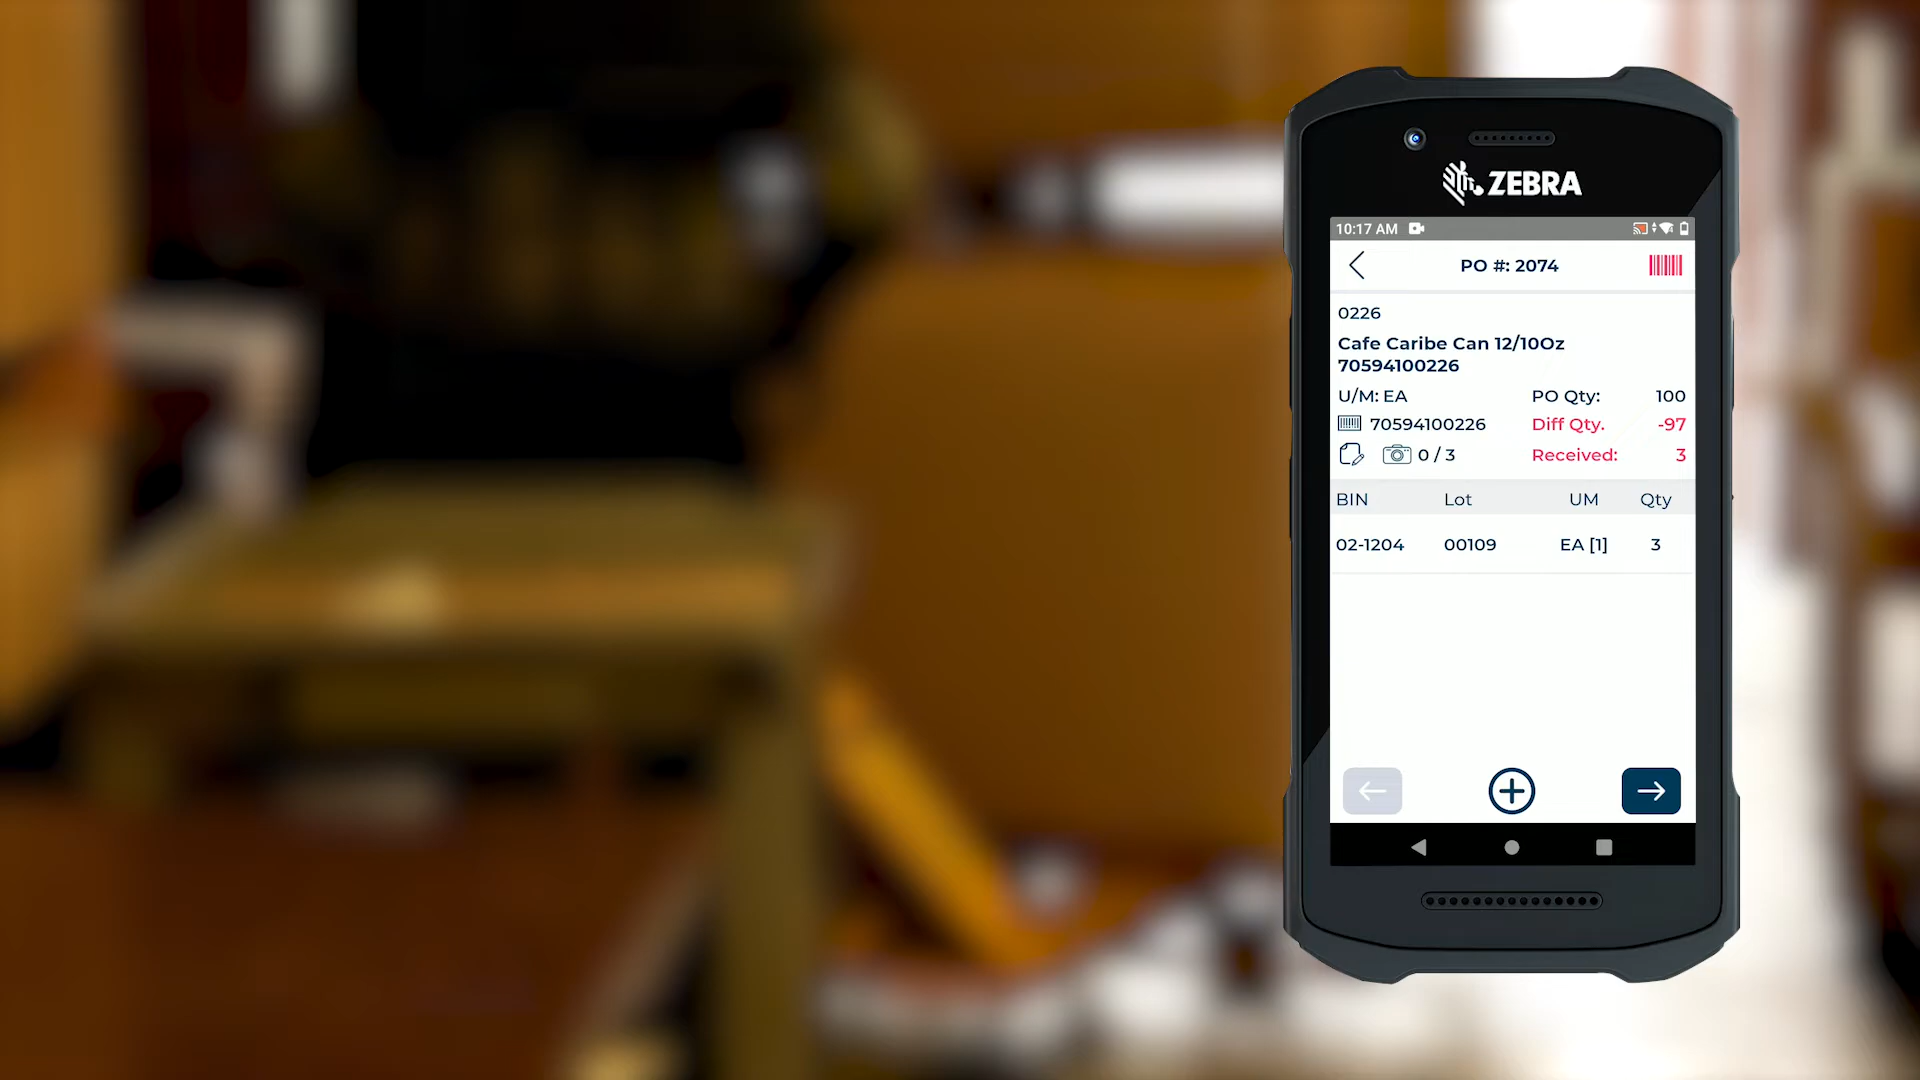 ZEBRA
10:17 AM
PO #: 2074
0226
Cafe Caribe Can 12/10Oz
70594100226
U/M: EA PO Qty: 100
70594100226 Diff Qty. -97
0 / 3 Received: 3
BIN Lot UM Qty
02-1204 00109 EA [1] 3